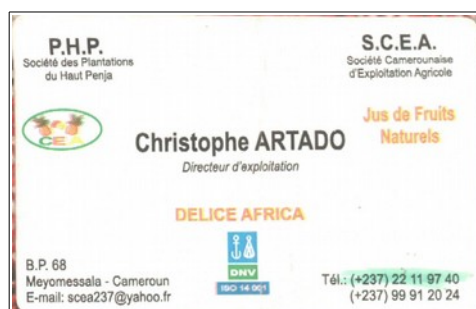 P.H.P.
Société des Plantations
du Haut Penja
S.C.E.A.
Société Camerounaise
d'Exploitation Agricole
CEA
Jus de Fruits
Naturels
Christophe ARTADO
Directeur d'exploitation
DELICE AFRICA
DNV
ISO 14 001
B.P. 68
Meyomessala - Cameroun
E-mail: scea237@yahoo.fr
Tél.: (+237) 22 11 97 40
(+237) 99 91 20 24